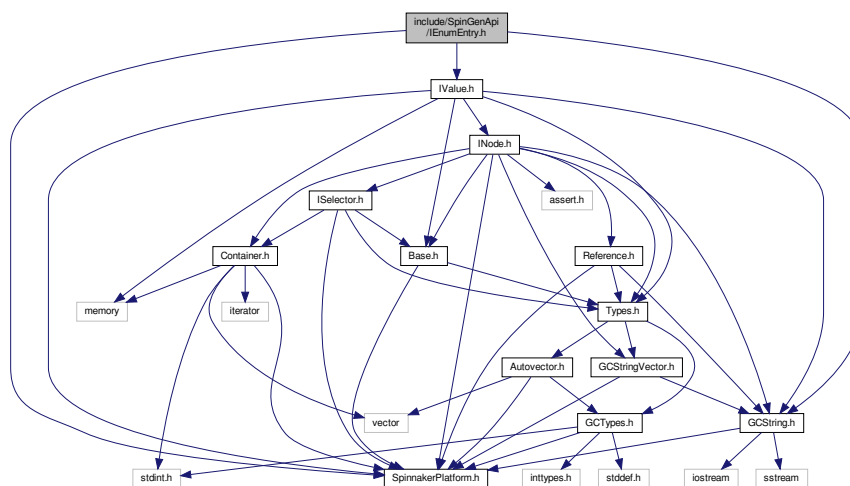 include/SpinGenApi
/IEnumEntry.h
IValue.h
INode.h
ISelector.h
assert.h
Container.h
Base.h
Reference.h
memory
iterator
Types.h
Autovector.h
GCStringVector.h
vector
GCTypes.h
GCString.h
stdint.h
SpinnakerPlatform.h
inttypes.h
stddef.h
iostream
sstream